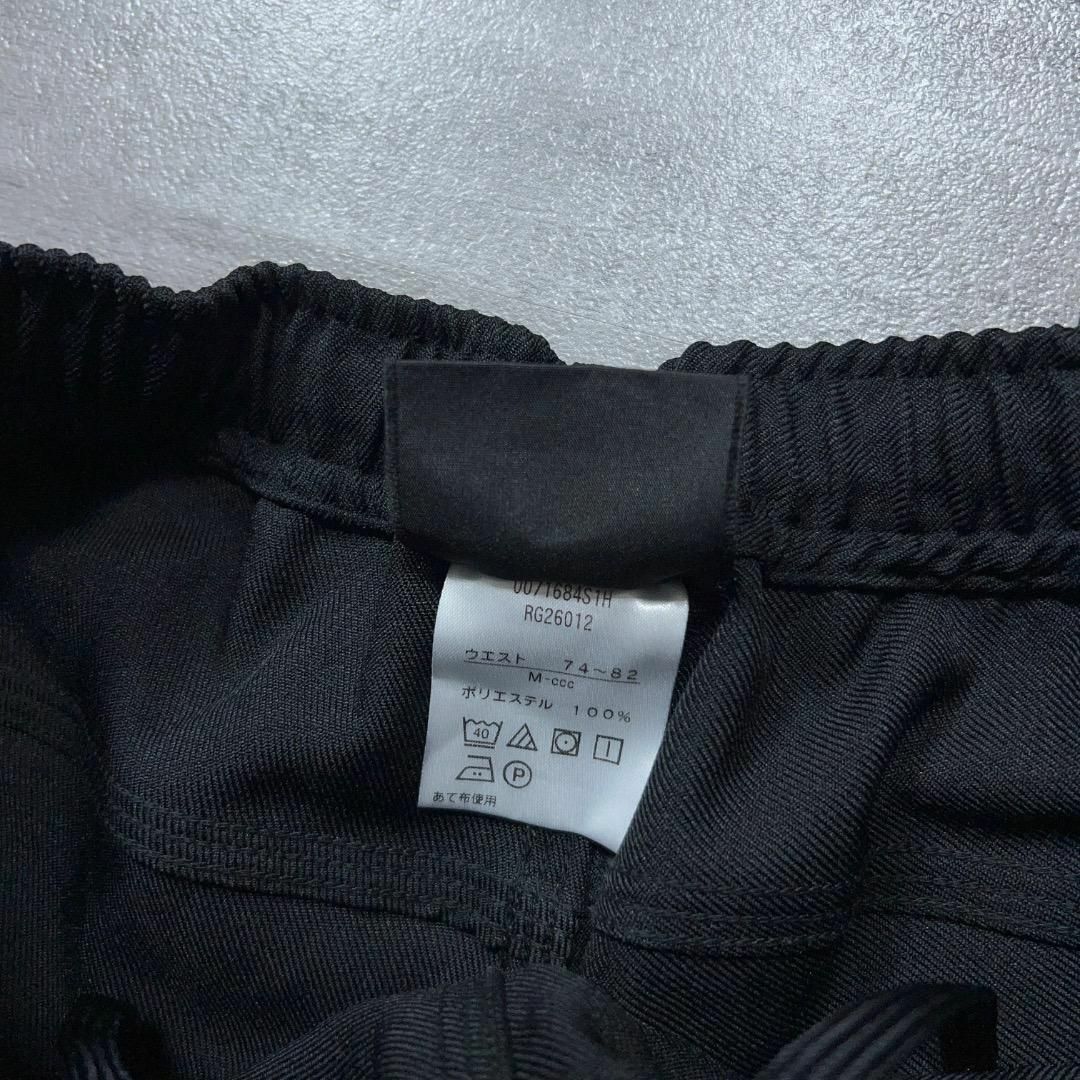 0071684S1H
RG26012
ウエスト 74～82
M-ccc
ポリエステル 100%
40
P
あて布使用